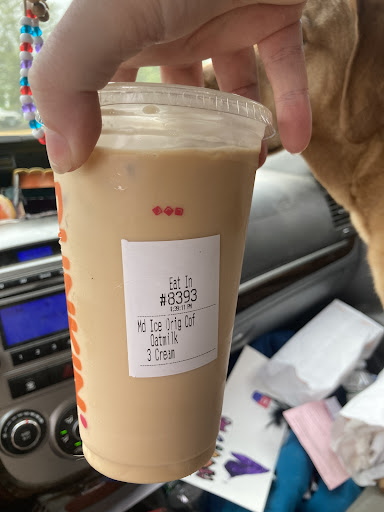 Eat In
#8393
Md Ice Orig Cof
Oatmilk
3 Cream